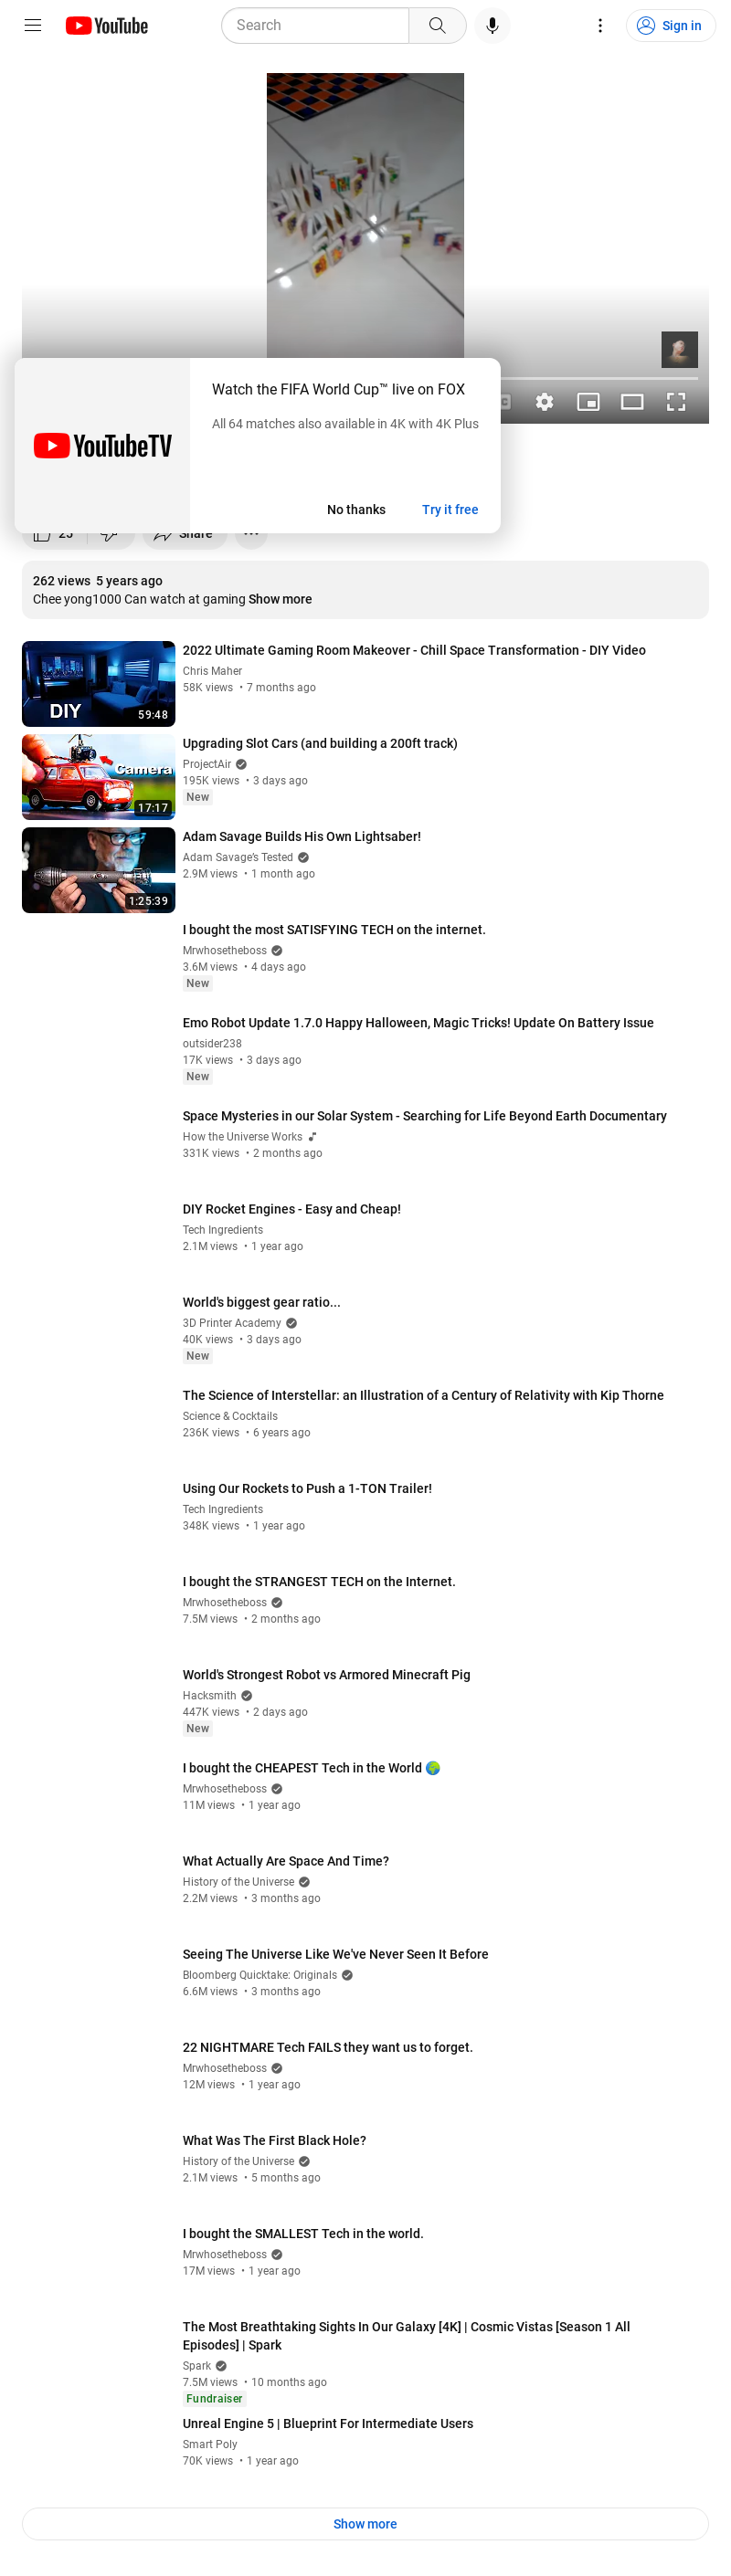 YouTube
Search
Sign in
Watch the FIFA World Cup™ live on FOX
All 64 matches also available in 4K with 4K Plus
YouTubeTV
No thanks
Try it free
25
Share
262 views 5 years ago
Chee yong1000 Can watch at gaming Show more
2022 Ultimate Gaming Room Makeover - Chill Space Transformation - DIY Video
Chris Maher
58K views • 7 months ago
DIY
59:48
Upgrading Slot Cars (and building a 200ft track)
ProjectAir
195K views • 3 days ago
New
Camera
17:17
Adam Savage Builds His Own Lightsaber!
Adam Savage's Tested
2.9M views • 1 month ago
1:25:39
I bought the most SATISFYING TECH on the internet.
Mrwhosetheboss
3.6M views • 4 days ago
New
Emo Robot Update 1.7.0 Happy Halloween, Magic Tricks! Update On Battery Issue
outsider238
17K views • 3 days ago
New
Space Mysteries in our Solar System - Searching for Life Beyond Earth Documentary
How the Universe Works
331K views • 2 months ago
DIY Rocket Engines - Easy and Cheap!
Tech Ingredients
2.1M views • 1 year ago
World's biggest gear ratio...
3D Printer Academy
40K views • 3 days ago
New
The Science of Interstellar: an Illustration of a Century of Relativity with Kip Thorne
Science & Cocktails
236K views • 6 years ago
Using Our Rockets to Push a 1-TON Trailer!
Tech Ingredients
348K views • 1 year ago
I bought the STRANGEST TECH on the Internet.
Mrwhosetheboss
7.5M views • 2 months ago
World's Strongest Robot vs Armored Minecraft Pig
Hacksmith
447K views • 2 days ago
New
I bought the CHEAPEST Tech in the World 🌍
Mrwhosetheboss
11M views • 1 year ago
What Actually Are Space And Time?
History of the Universe
2.2M views • 3 months ago
Seeing The Universe Like We've Never Seen It Before
Bloomberg Quicktake: Originals
6.6M views • 3 months ago
22 NIGHTMARE Tech FAILS they want us to forget.
Mrwhosetheboss
12M views • 1 year ago
What Was The First Black Hole?
History of the Universe
2.1M views • 5 months ago
I bought the SMALLEST Tech in the world.
Mrwhosetheboss
17M views • 1 year ago
The Most Breathtaking Sights In Our Galaxy [4K] | Cosmic Vistas [Season 1 All
Episodes] | Spark
Spark
7.5M views • 10 months ago
Fundraiser
Unreal Engine 5 | Blueprint For Intermediate Users
Smart Poly
70K views • 1 year ago
Show more